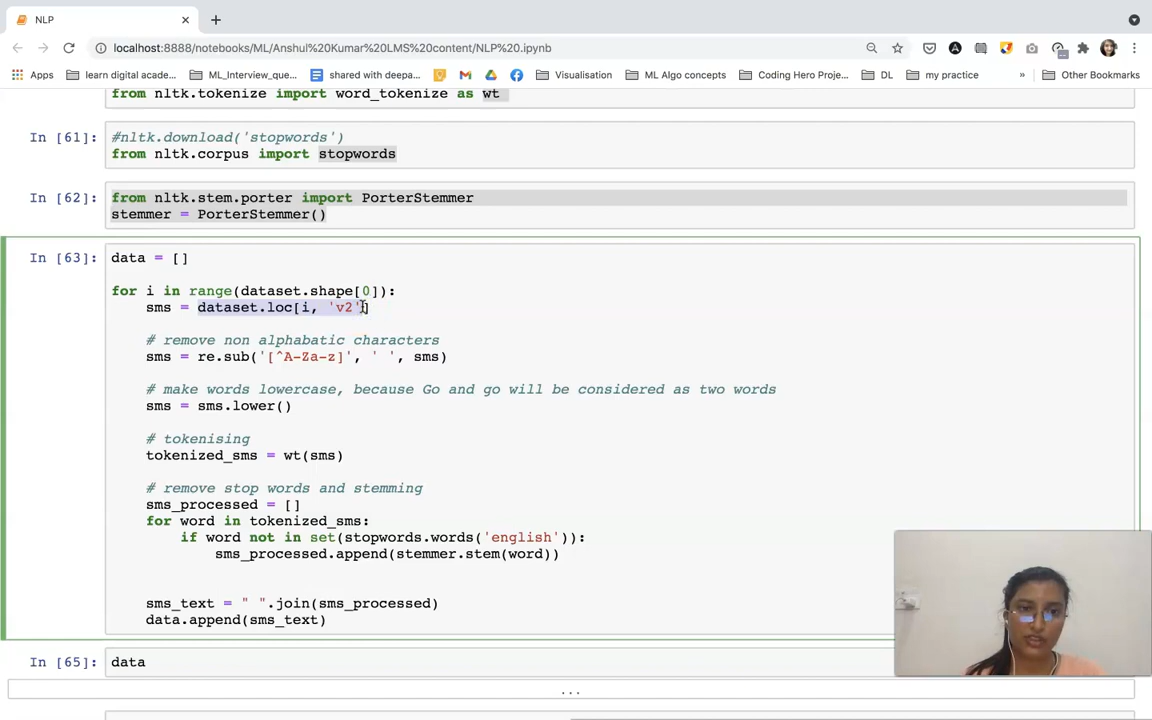 NLP
localhost:8888/notebooks/ML/Anshul%20Kumar%20LMS%20content/NLP%20.ipynb
Apps learn digital acade... ML_Interview_que... shared with deepa... Visualisation ML Algo concepts Coding Hero Proje... DL my practice » Other Bookmarks
from nltk.tokenize import word_tokenize as wt
In [61]: #nltk.download('stopwords')
from nltk.corpus import stopwords
In [62]: from nltk.stem.porter import PorterStemmer
stemmer = PorterStemmer()
In [63]: data = []
for i in range(dataset.shape[0]):
sms = dataset.loc[i, 'v2']
# remove non alphabatic characters
sms = re.sub('[^A-Za-z]', ' ', sms)
# make words lowercase, because Go and go will be considered as two words
sms = sms.lower()
# tokenising
tokenized_sms = wt(sms)
# remove stop words and stemming
sms_processed = []
for word in tokenized_sms:
if word not in set(stopwords.words('english')):
sms_processed.append(stemmer.stem(word))
sms_text = " ".join(sms_processed)
data.append(sms_text)
In [65]: data
...